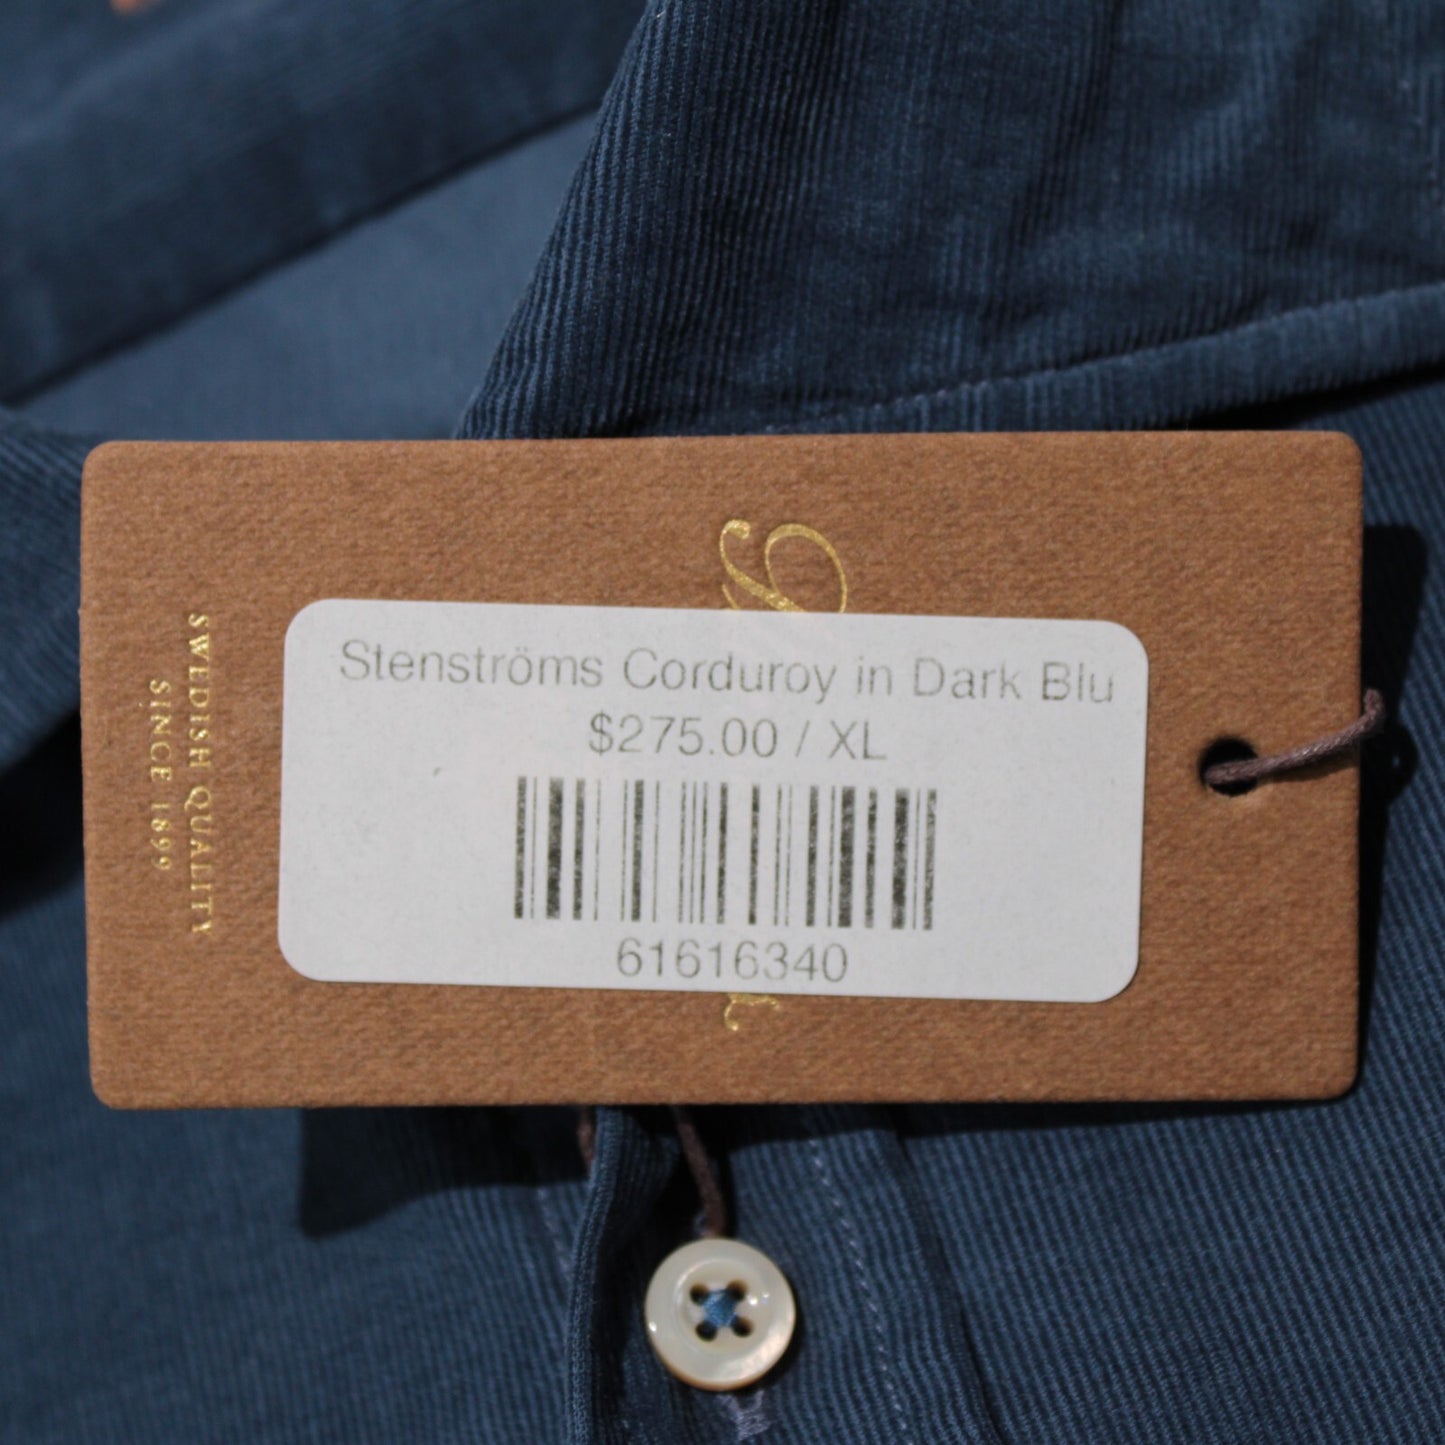 Stenströms Corduroy in Dark Blu
$275.00 / XL
61616340
SWEDISH QUALITY
SINCE 1899